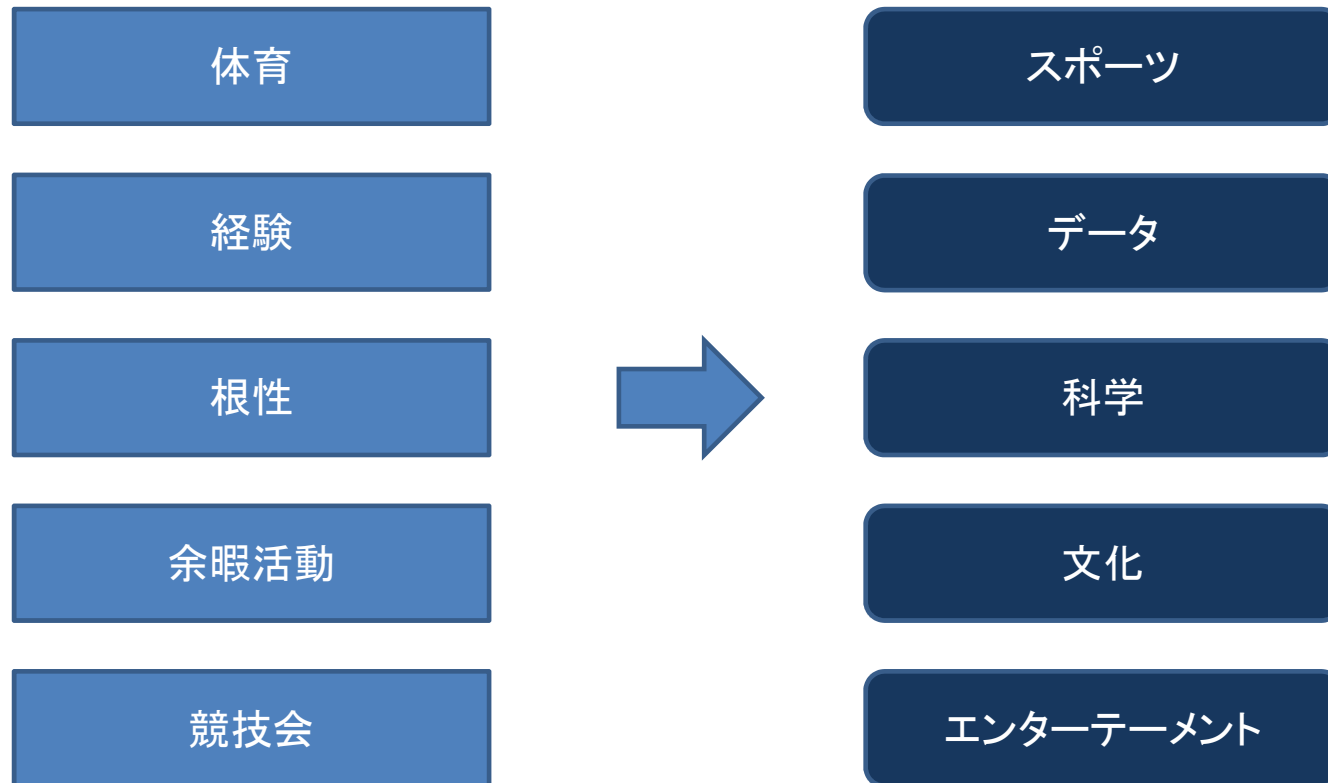 体育
スポーツ
経験
データ
根性
科学
余暇活動
文化
競技会
エンターテーメント